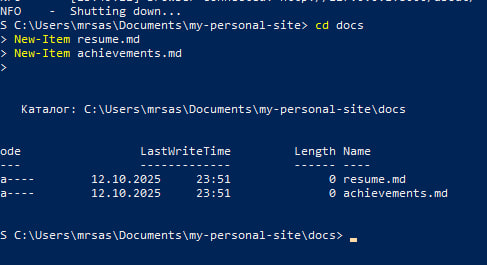 NFO    -  Shutting down...
S C:\Users\mrsas\Documents\my-personal-site> cd docs
> New-Item resume.md
> New-Item achievements.md
>
Каталог: C:\Users\mrsas\Documents\my-personal-site\docs
ode                 LastWriteTime         Length Name
---                 -------------         ------ ----
a----        12.10.2025     23:51              0 resume.md
a----        12.10.2025     23:51              0 achievements.md
S C:\Users\mrsas\Documents\my-personal-site\docs>